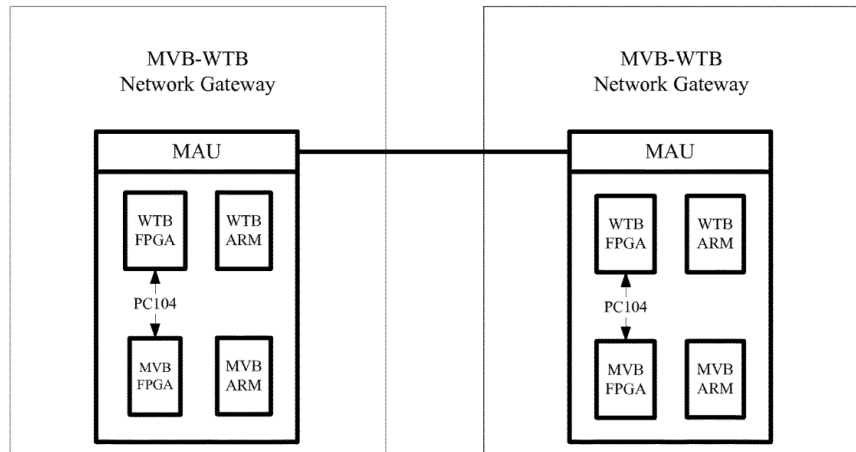 MVB-WTB
Network Gateway
MAU
WTB
FPGA
WTB
ARM
PC104
MVB
FPGA
MVB
ARM
MVB-WTB
Network Gateway
MAU
WTB
FPGA
WTB
ARM
PC104
MVB
FPGA
MVB
ARM